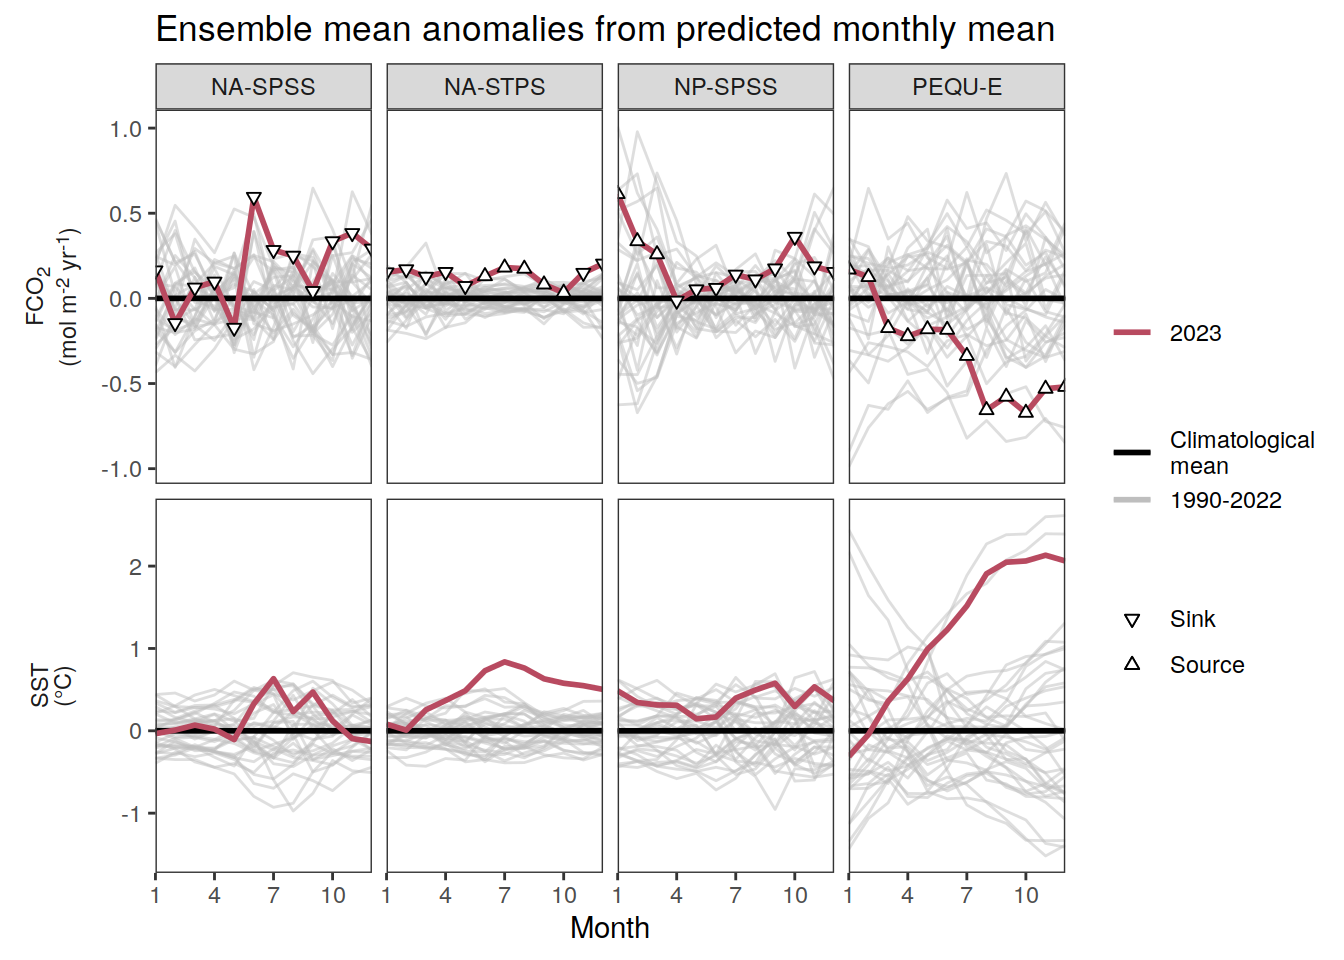 Ensemble mean anomalies from predicted monthly mean
NA-SPSS
NA-STPS
NP-SPSS
PEQU-E
FCO₂
(mol m⁻² yr⁻¹)
1.0
0.5
0.0
-0.5
-1.0
SST
(°C)
2
1
0
-1
1 4 7 10
1 4 7 10
1 4 7 10
1 4 7 10
Month
2023
Climatological
mean
1990-2022
Sink
Source